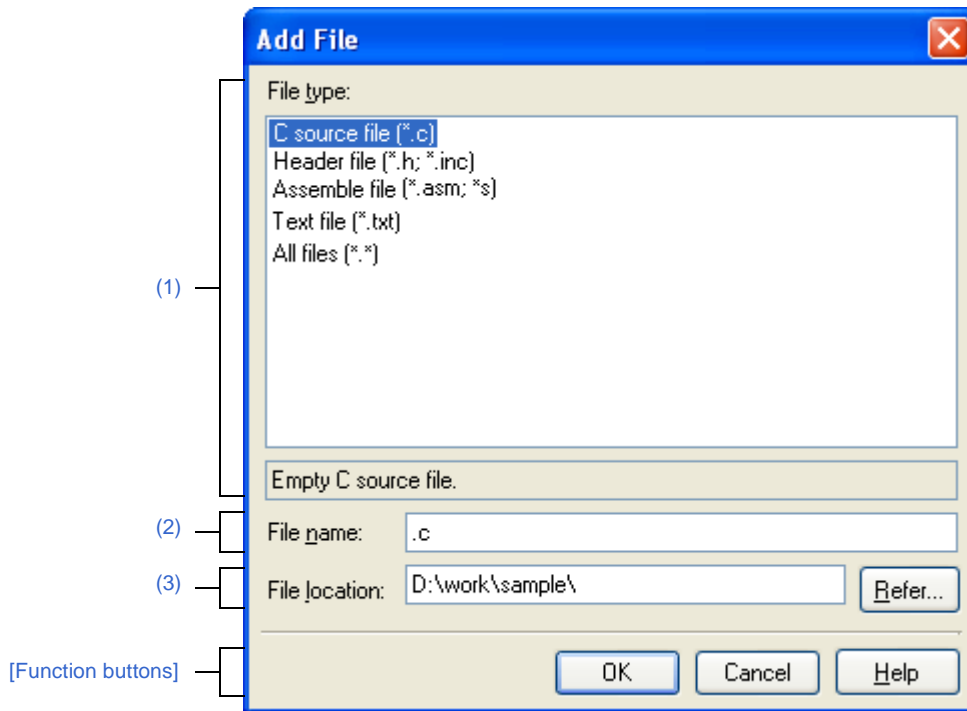 Add File
File type:
C source file (*.c)
Header file (*.h; *.inc)
Assemble file (*.asm; *s)
Text file (*.txt)
All files (*.*)
(1)
Empty C source file.
(2)
File name:
.c
(3)
File location:
D:\work\sample\
Refer...
[Function buttons]
OK
Cancel
Help